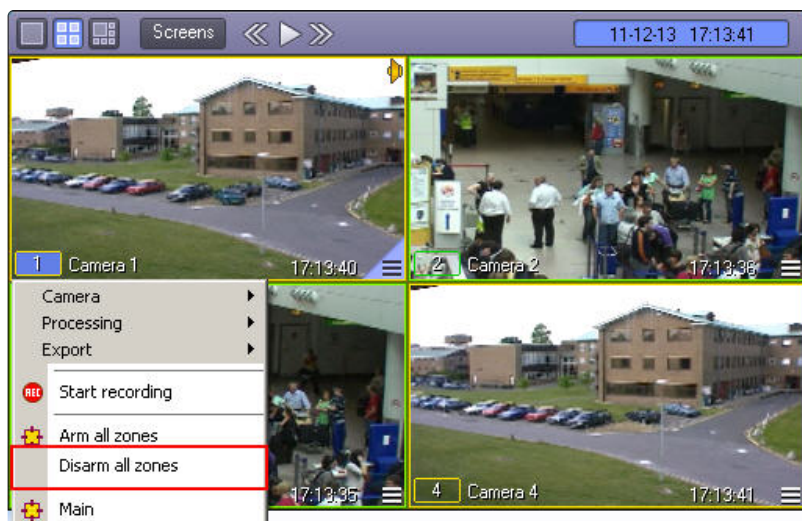 Screens
11-12-13 17:13:41
1 Camera 1 17:13:40
2 Camera 2 17:13:36
Camera
Processing
Export
REC Start recording
Arm all zones
Disarm all zones
Main
17:13:35
4 Camera 4 17:13:41